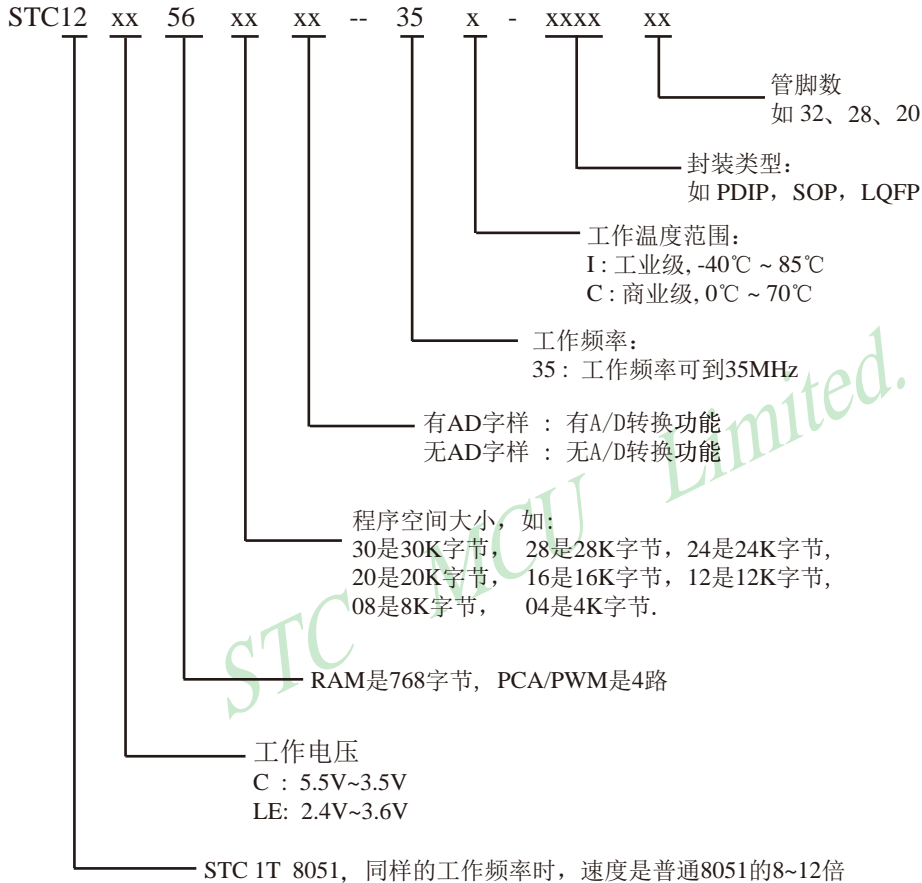 STC12 xx 56 xx xx -- 35 x - xxxx xx
管脚数
如 32、28、20
封装类型：
如 PDIP，SOP，LQFP
工作温度范围：
I : 工业级, -40℃ ~ 85℃
C : 商业级, 0℃ ~ 70℃
工作频率：
35 : 工作频率可到35MHz
有AD字样 : 有A/D转换功能
无AD字样 : 无A/D转换功能
程序空间大小，如:
30是30K字节， 28是28K字节，24是24K字节,
20是20K字节， 16是16K字节，12是12K字节,
08是8K字节， 04是4K字节.
RAM是768字节, PCA/PWM是4路
工作电压
C : 5.5V~3.5V
LE: 2.4V~3.6V
STC 1T 8051, 同样的工作频率时，速度是普通8051的8~12倍
STC MCU Limited.